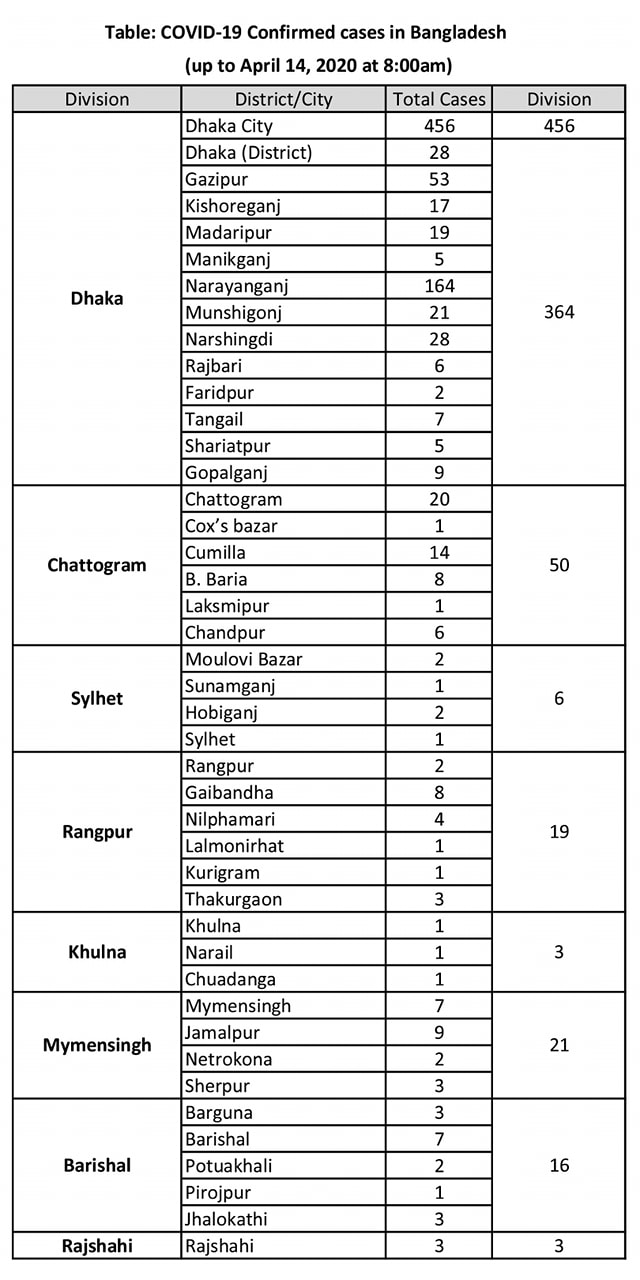 Table: COVID-19 Confirmed cases in Bangladesh
(up to April 14, 2020 at 8:00am)
Division District/City Total Cases Division
Dhaka City 456 456
Dhaka (District) 28
Gazipur 53
Kishoreganj 17
Madaripur 19
Manikganj 5
Narayanganj 164
Dhaka
Munshigonj 21 364
Narshingdi 28
Rajbari 6
Faridpur 2
Tangail 7
Shariatpur 5
Gopalganj 9
Chattogram 20
Cox’s bazar 1
Cumilla 14
Chattogram 50
B. Baria 8
Laksmipur 1
Chandpur 6
Moulovi Bazar 2
Sunamganj 1
Sylhet 6
Hobiganj 2
Sylhet 1
Rangpur 2
Gaibandha 8
Nilphamari 4
Rangpur 19
Lalmonirhat 1
Kurigram 1
Thakurgaon 3
Khulna 1
Khulna Narail 1 3
Chuadanga 1
Mymensingh 7
Jamalpur 9
Mymensingh 21
Netrokona 2
Sherpur 3
Barguna 3
Barishal 7
Barishal Potuakhali 2 16
Pirojpur 1
Jhalokathi 3
Rajshahi Rajshahi 3 3